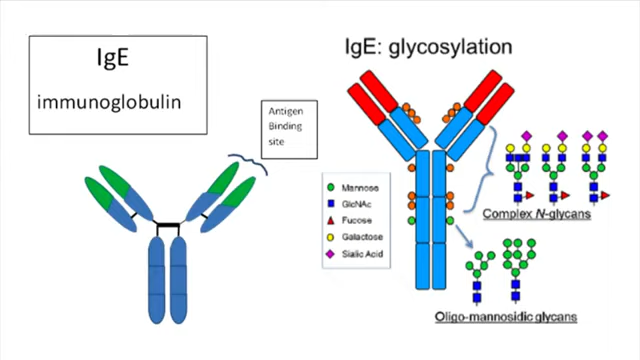 IgE
immunoglobulin
Antigen
Binding
site
IgE: glycosylation
Mannose
GlcNAc
Fucose
Galactose
Sialic Acid
Complex N-glycans
Oligo-mannosidic glycans